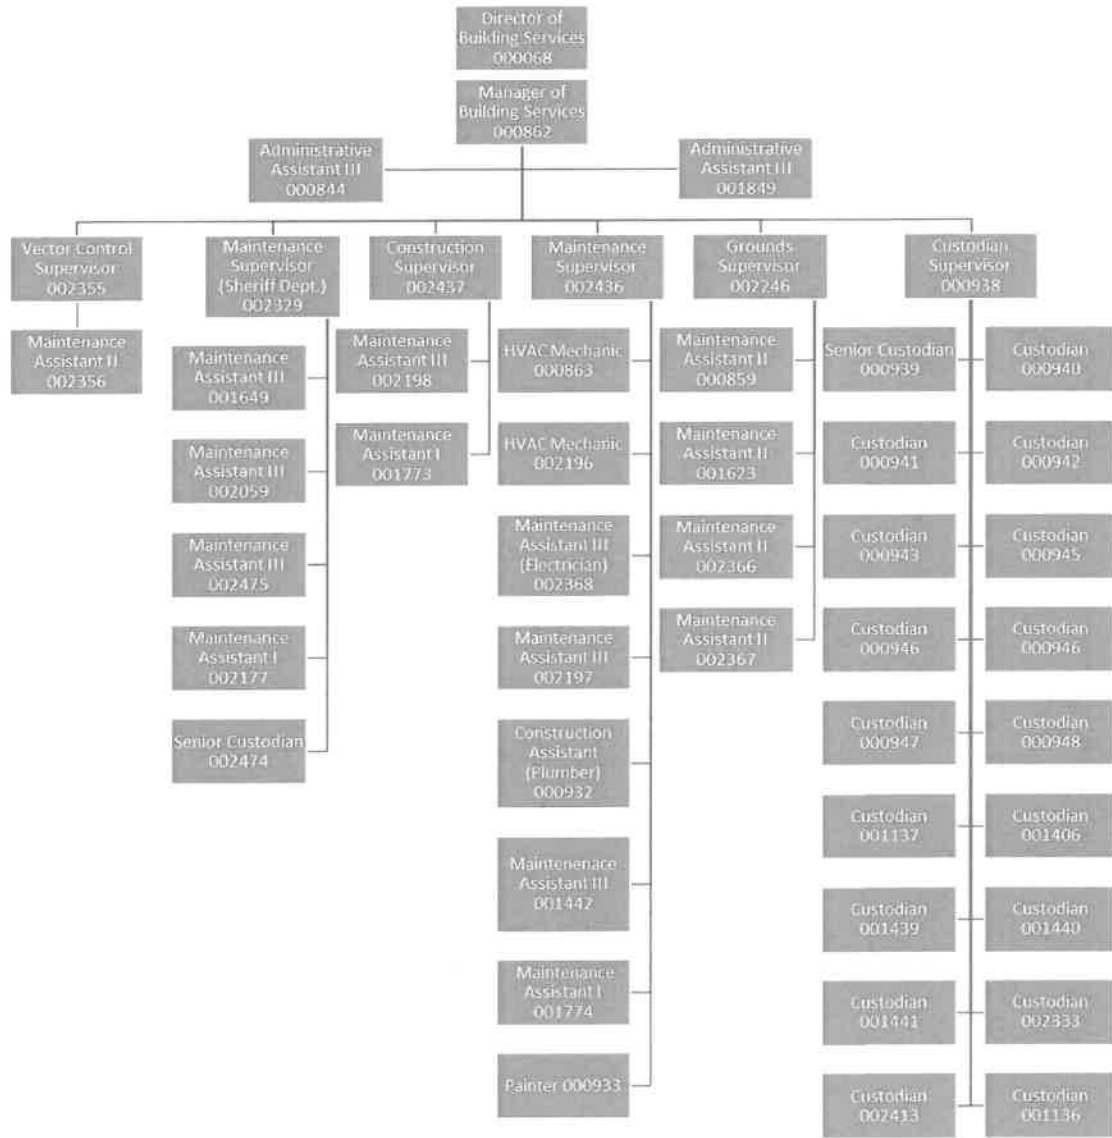 Director of
Building Services
000068
Manager of
Building Services
000862
Administrative
Assistant III
000844
Administrative
Assistant III
001849
Vector Control
Supervisor
002355
Maintenance
Assistant II
002356
Maintenance
Supervisor
(Sheriff Dept.)
002329
Maintenance
Assistant III
001649
Maintenance
Assistant III
002059
Maintenance
Assistant III
002475
Maintenance
Assistant I
002177
Senior Custodian
002474
Construction
Supervisor
002437
Maintenance
Assistant III
002198
Maintenance
Assistant I
001773
Maintenance
Supervisor
002436
HVAC Mechanic
000863
HVAC Mechanic
002196
Maintenance
Assistant III
(Electrician)
002368
Maintenance
Assistant III
002197
Construction
Assistant
(Plumber)
000932
Maintenenace
Assistant III
001442
Maintenance
Assistant I
001774
Painter 000933
Grounds
Supervisor
002246
Maintenance
Assistant II
000859
Maintenance
Assistant II
001623
Maintenance
Assistant II
002366
Maintenance
Assistant II
002367
Custodian
Supervisor
000938
Senior Custodian
000939
Custodian
000940
Custodian
000941
Custodian
000942
Custodian
000943
Custodian
000945
Custodian
000946
Custodian
000946
Custodian
000947
Custodian
000948
Custodian
001137
Custodian
001406
Custodian
001439
Custodian
001440
Custodian
001441
Custodian
002333
Custodian
002413
Custodian
001136